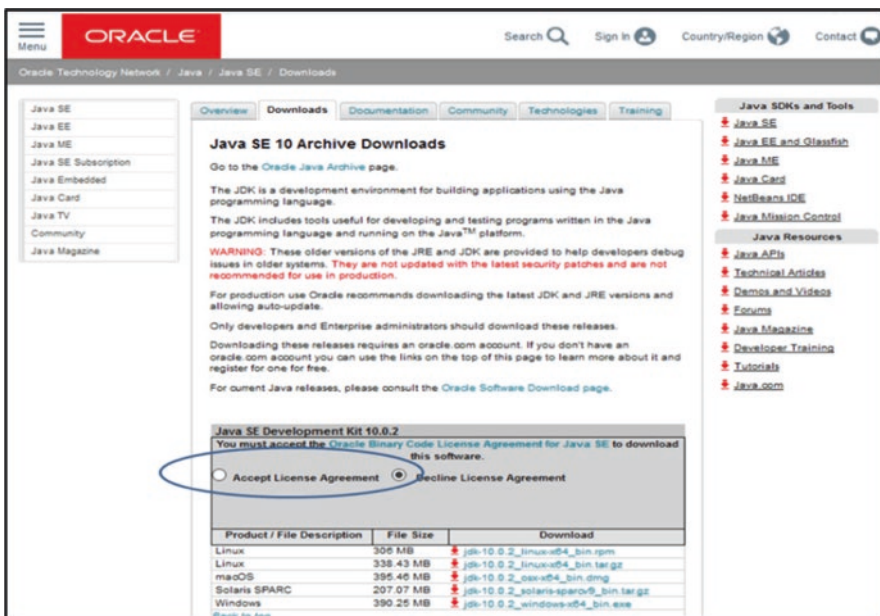 Menu
ORACLE
Search
Sign In
Country/Region
Contact
Oracle Technology Network / Java / Java SE / Downloads
Java SE
Java EE
Java ME
Java SE Subscription
Java Embedded
Java Card
Java TV
Community
Java Magazine
Overview
Downloads
Documentation
Community
Technologies
Training
Java SE 10 Archive Downloads
Go to the Oracle Java Archive page.
The JDK is a development environment for building applications using the Java
programming language.
The JDK includes tools useful for developing and testing programs written in the Java
programming language and running on the Java™ platform.
WARNING: These older versions of the JRE and JDK are provided to help developers debug
issues in older systems. They are not updated with the latest security patches and are not
recommended for use in production.
For production use Oracle recommends downloading the latest JDK and JRE versions and
allowing auto-update.
Only developers and Enterprise administrators should download these releases.
Downloading these releases requires an oracle.com account. If you don't have an
oracle.com account you can use the links on the top of this page to learn more about it and
register for one for free.
For current Java releases, please consult the Oracle Software Download page.
Java SE Development Kit 10.0.2
You must accept the Oracle Binary Code License Agreement for Java SE to download
this software.
Accept License Agreement
Decline License Agreement
Product / File Description File Size Download
Linux 306 MB jdk-10.0.2_linux-x64_bin.rpm
Linux 338.43 MB jdk-10.0.2_linux-x64_bin.tar.gz
macOS 395.46 MB jdk-10.0.2_osx-x64_bin.dmg
Solaris SPARC 207.07 MB jdk-10.0.2_solaris-sparcv9_bin.tar.gz
Windows 390.25 MB jdk-10.0.2_windows-x64_bin.exe
Back to top
Java SDKs and Tools
Java SE
Java EE and Glassfish
Java ME
Java Card
NetBeans IDE
Java Mission Control
Java Resources
Java APIs
Technical Articles
Demos and Videos
Forums
Java Magazine
Developer Training
Tutorials
Java.com